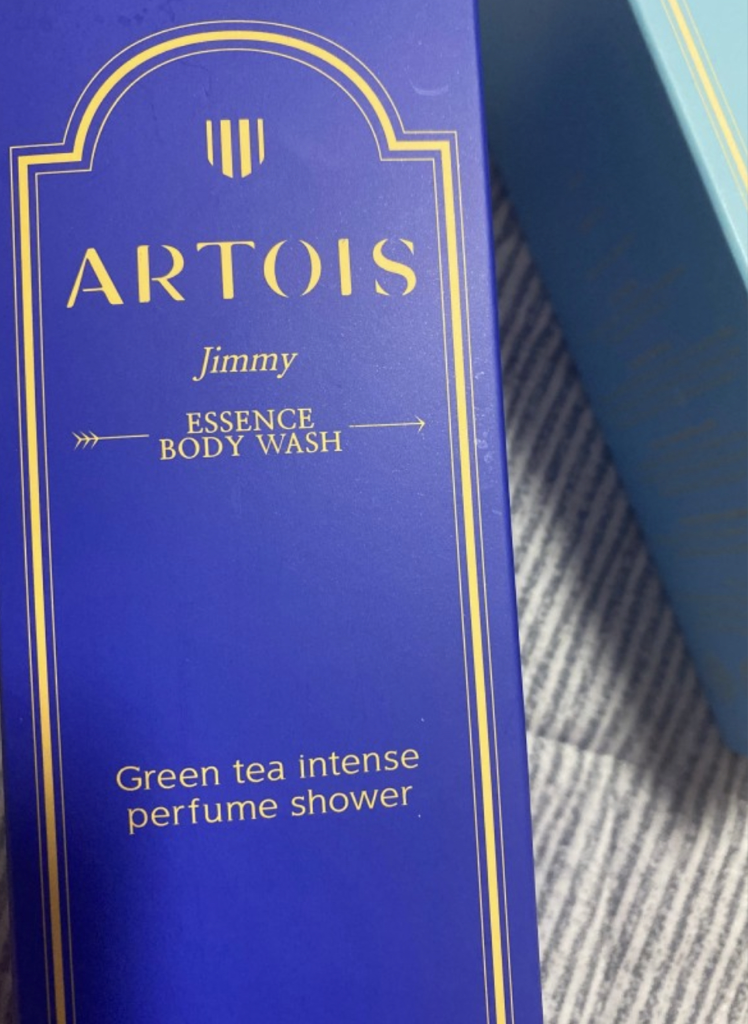 ARTOIS
Jimmy
ESSENCE
BODY WASH
Green tea intense
perfume shower